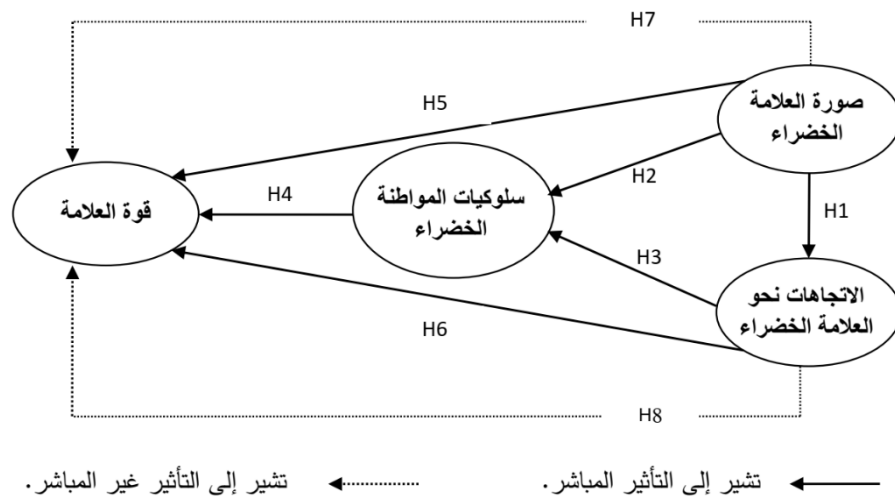 H7
صورة العلامة
الخضراء
H5
سلوكيات المواطنة
الخضراء
H2
قوة العلامة
H4
H1
H3
الاتجاهات نحو
العلامة الخضراء
H6
H8
تشير إلى التأثير المباشر.
تشير إلى التأثير غير المباشر.